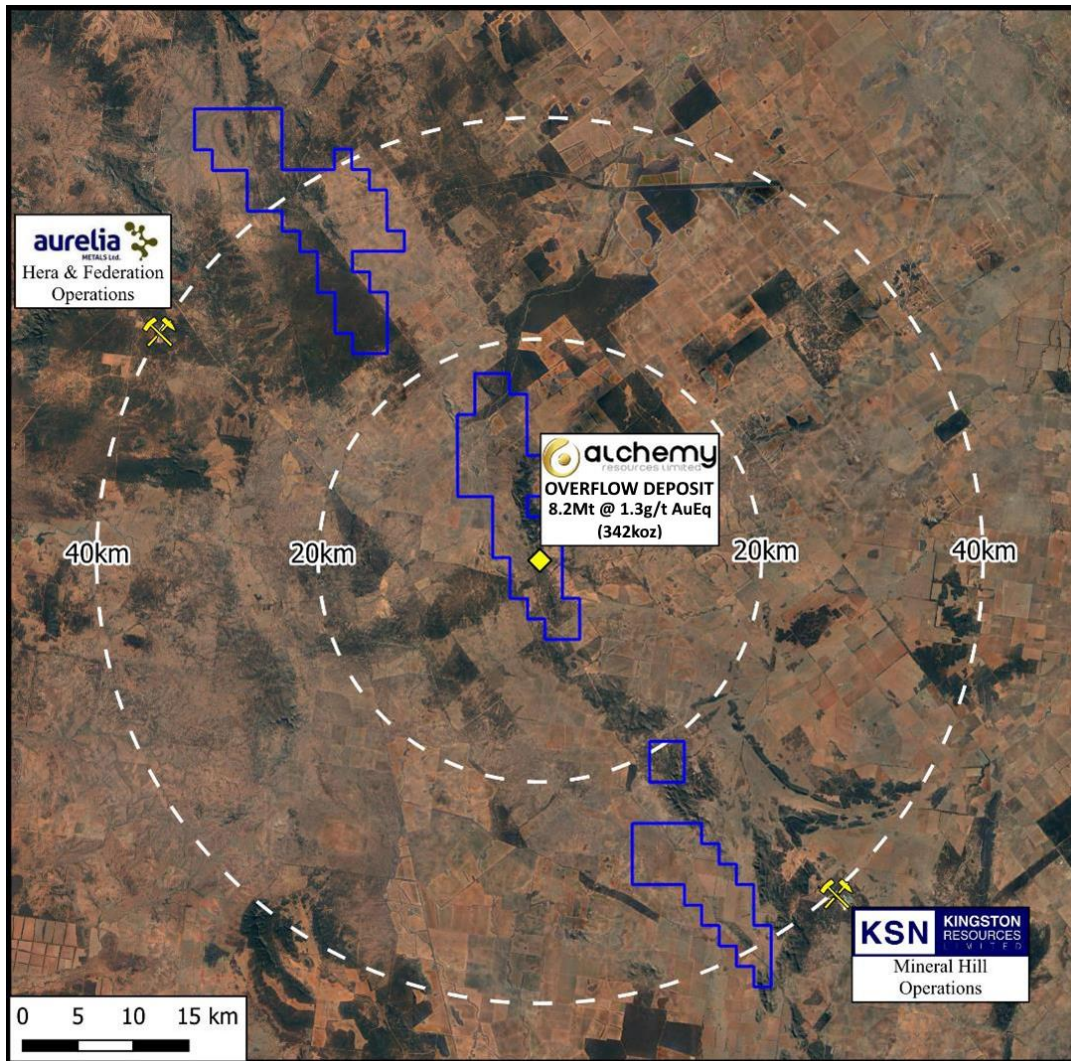 aurelia
METALS Ltd.
Hera & Federation
Operations
alchemy
resources limited
OVERFLOW DEPOSIT
8.2Mt @ 1.3g/t AuEq
(342koz)
40km
20km
20km
40km
KSN KINGSTON
RESOURCES
LIMITED
Mineral Hill
Operations
0 5 10 15 km